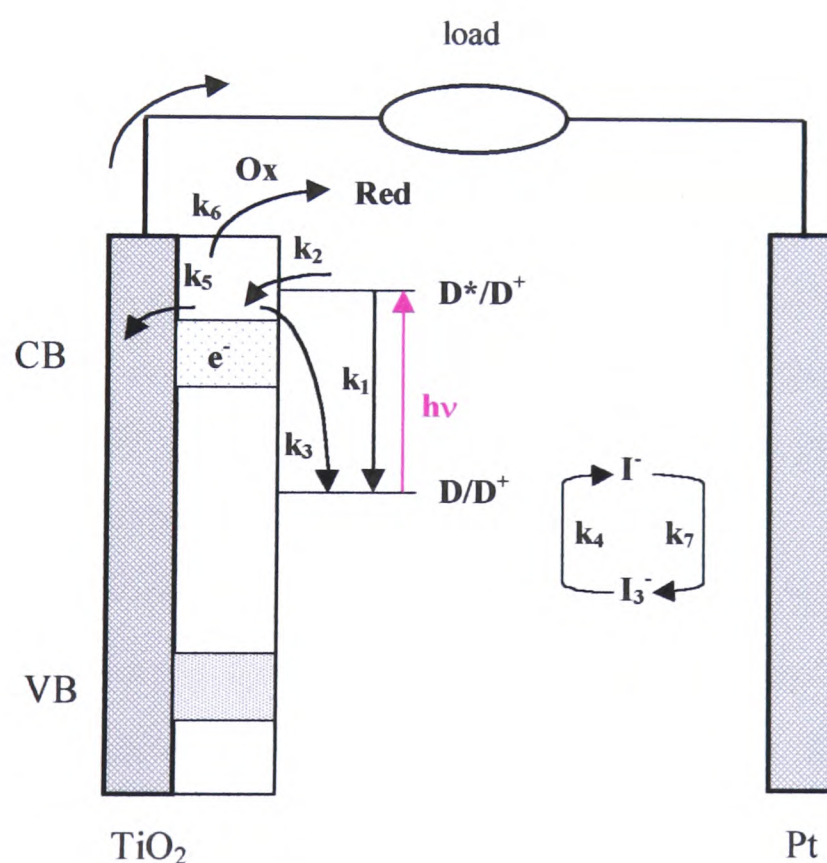 load
Ox
Red
k₆
k₂
k₅
D*/D⁺
CB
e⁻
k₁
hν
k₃
D/D⁺
I⁻
k₄
k₇
I₃⁻
VB
TiO₂
Pt